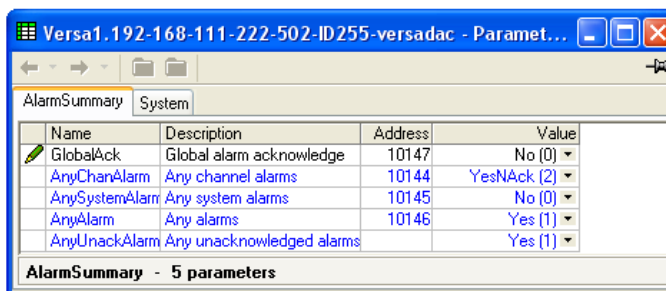 Versa1.192-168-111-222-502-ID255-versadac - Paramet...
AlarmSummary System
Name Description Address Value
GlobalAck Global alarm acknowledge 10147 No (0)
AnyChanAlarm Any channel alarms 10144 YesNAck (2)
AnySystemAlarm Any system alarms 10145 No (0)
AnyAlarm Any alarms 10146 Yes (1)
AnyUnackAlarm Any unacknowledged alarms Yes (1)
AlarmSummary - 5 parameters